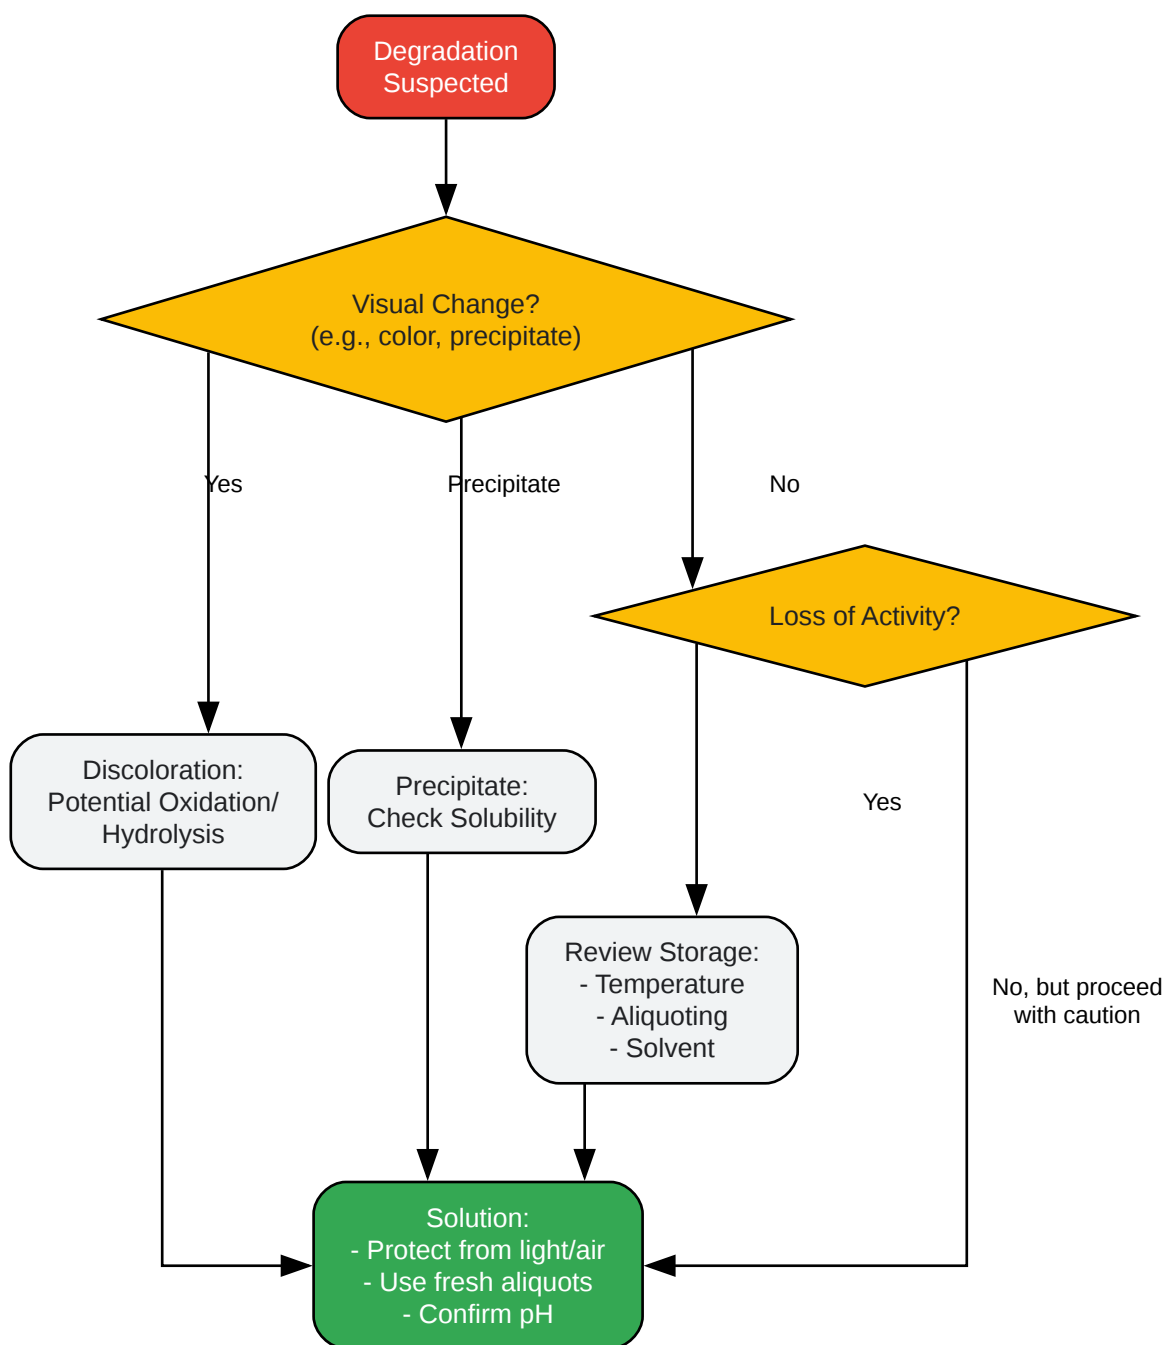 Degradation
Suspected
Visual Change?
(e.g., color, precipitate)
Yes
Precipitate
No
Loss of Activity?
Discoloration:
Potential Oxidation/
Hydrolysis
Precipitate:
Check Solubility
Yes
Review Storage:
- Temperature
- Aliquoting
- Solvent
No, but proceed
with caution
Solution:
- Protect from light/air
- Use fresh aliquots
- Confirm pH